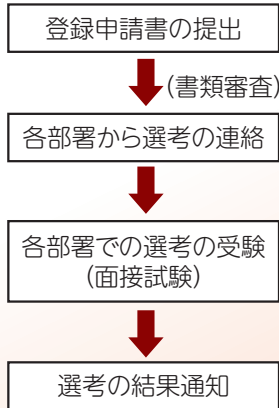 登録申請書の提出
(書類審査)
各部署から選考の連絡
各部署での選考の受験
(面接試験)
選考の結果通知